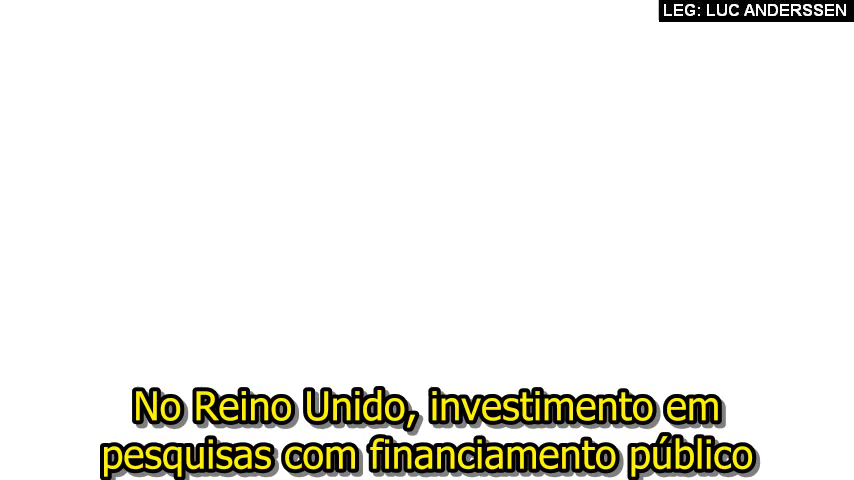 LEG: LUC ANDERSSEN
No Reino Unido, investimento em
pesquisas com financiamento público